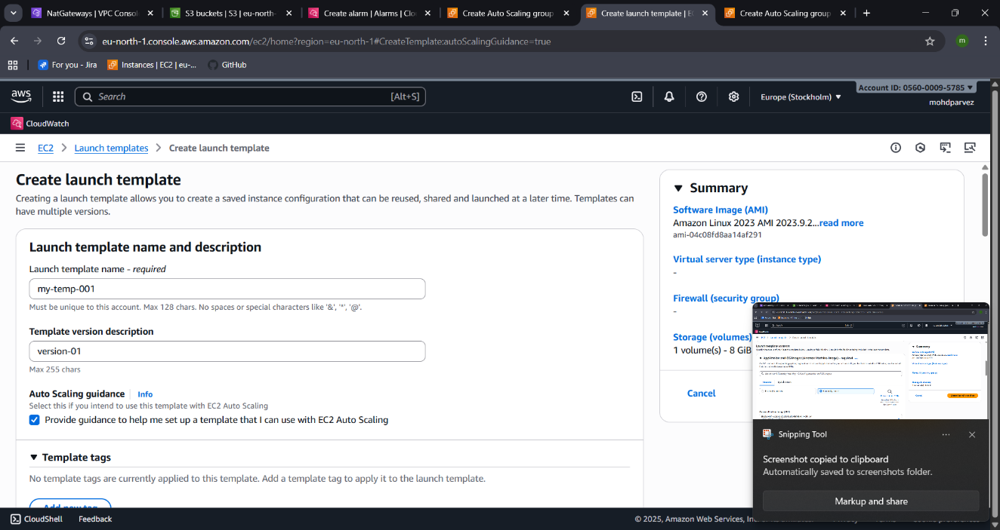 NatGateways | VPC Consol
S3 buckets | S3 | eu-north-
Create alarm | Alarms | Clo
Create Auto Scaling group
Create launch template | EC
Create Auto Scaling group
eu-north-1.console.aws.amazon.com/ec2/home?region=eu-north-1#CreateTemplate:autoScalingGuidance=true
m
For you - Jira
Instances | EC2 | eu-...
GitHub
aws
Search
[Alt+S]
Europe (Stockholm) ▼
Account ID: 0560-0009-5785 ▼
mohdparvez
CloudWatch
EC2 > Launch templates > Create launch template
Create launch template
Creating a launch template allows you to create a saved instance configuration that can be reused, shared and launched at a later time. Templates can
have multiple versions.
Launch template name and description
Launch template name - required
my-temp-001
Must be unique to this account. Max 128 chars. No spaces or special characters like '&', '*', '@'.
Template version description
version-01
Max 255 chars
Auto Scaling guidance | Info
Select this if you intend to use this template with EC2 Auto Scaling
Provide guidance to help me set up a template that I can use with EC2 Auto Scaling
▼ Template tags
No template tags are currently applied to this template. Add a template tag to apply it to the launch template.
Add new tag
▼ Summary
Software Image (AMI)
Amazon Linux 2023 AMI 2023.9.2...read more
ami-04c08fd8aa14af291
Virtual server type (instance type)
-
Firewall (security group)
-
Storage (volumes)
1 volume(s) - 8 GiB
Cancel
Snipping Tool
Screenshot copied to clipboard
Automatically saved to screenshots folder.
Markup and share
CloudShell
Feedback
© 2025, Amazon Web Services, In